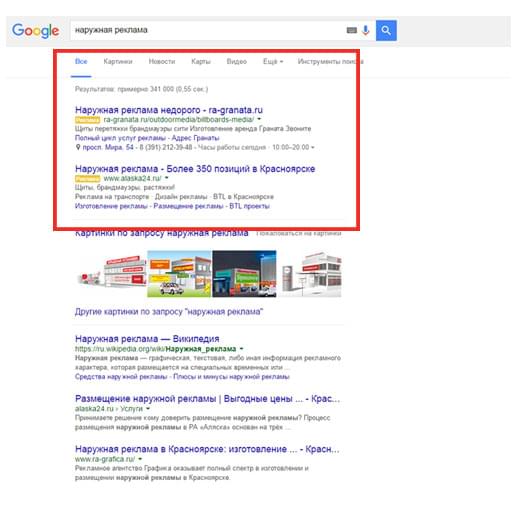 Google наружная реклама
Все Картинки Новости Карты Видео Ещё Инструменты поиска
Результатов: примерно 341 000 (0,55 сек.)
Наружная реклама недорого - ra-granata.ru
Реклама ra-granata.ru/outdoormedia/billboards-media/
Щиты перетяжки брандмауэры сити Изготовление аренда Граната Звоните
Полный цикл услуг рекламы - Адрес Гранаты
просп. Мира, 54 - 8 (391) 212-39-48 - Часы работы сегодня · 10:00–20:00
Наружная реклама - Более 350 позиций в Красноярске
Реклама www.alaska24.ru/
Щиты, брандмауэры, растяжки!
Реклама на транспорте · Дизайн рекламы · BTL в Красноярске
Изготовление рекламы - Размещение рекламы - BTL проекты
Картинки по запросу наружная реклама Пожаловаться на картинки
Другие картинки по запросу "наружная реклама"
Наружная реклама — Википедия
https://ru.wikipedia.org/wiki/Наружная_реклама
Наружная реклама — графическая, текстовая, либо иная информация рекламного
характера, которая размещается на специальных временных или ...
Средства наружной рекламы - Плюсы и минусы наружной рекламы
Размещение наружной рекламы | Выгодные цены ... - Крас...
alaska24.ru › Услуги
Принимаете решение кому доверить размещение наружной рекламы? Процесс
размещения наружной рекламы в РА «Аляска» основан на трёх ...
Наружная реклама в Красноярске: изготовление ... - Красн...
www.ra-grafica.ru/
Рекламное агентство Графика оказывает полный спектр в изготовлении и
размещении наружной рекламы в Красноярске.